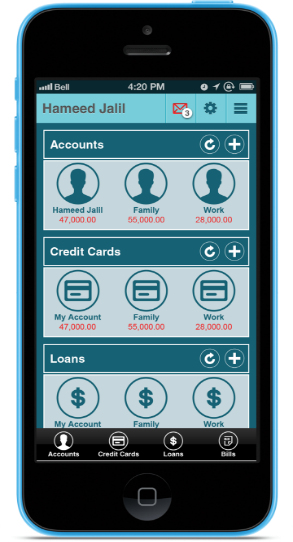 Bell 4:20 PM
Hameed Jalil 3
Accounts
Hameed Jalil Family Work
47,000.00 55,000.00 28,000.00
Credit Cards
My Account Family Work
47,000.00 55,000.00 28,000.00
Loans
$ $ $
My Account Family Work
$
Accounts Credit Cards Loans Bills